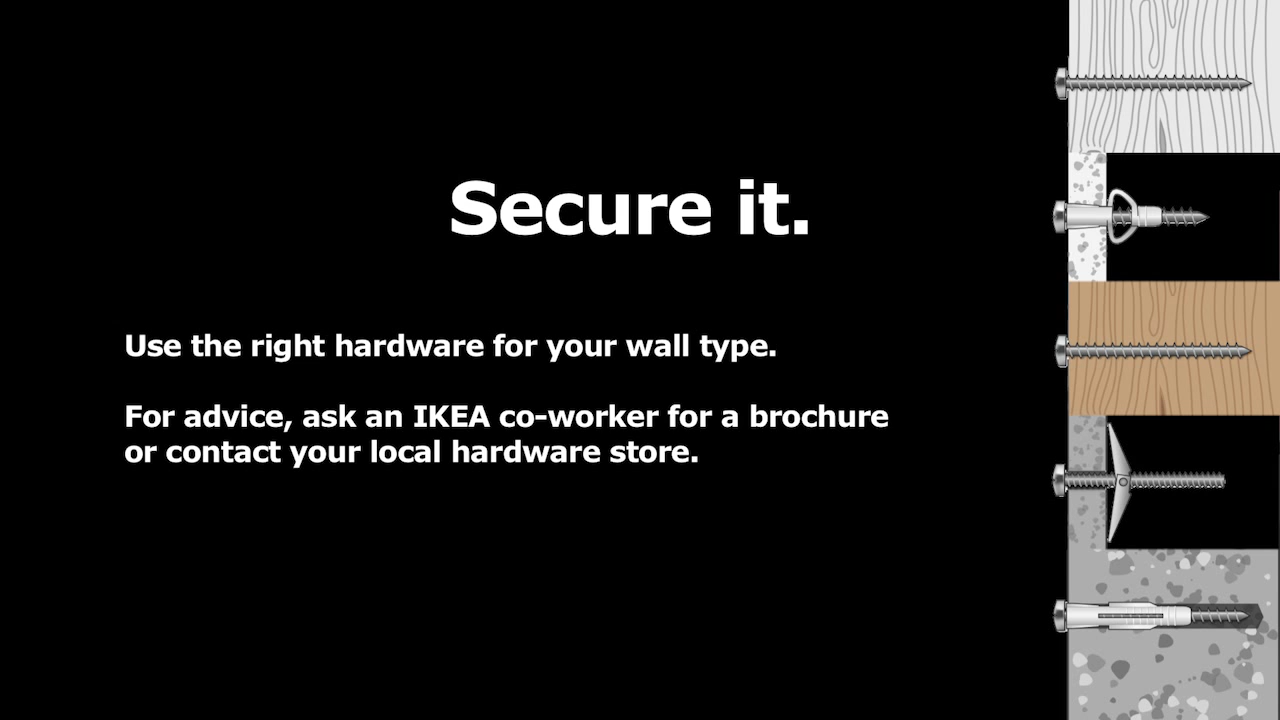 Secure it.
Use the right hardware for your wall type.
For advice, ask an IKEA co-worker for a brochure
or contact your local hardware store.